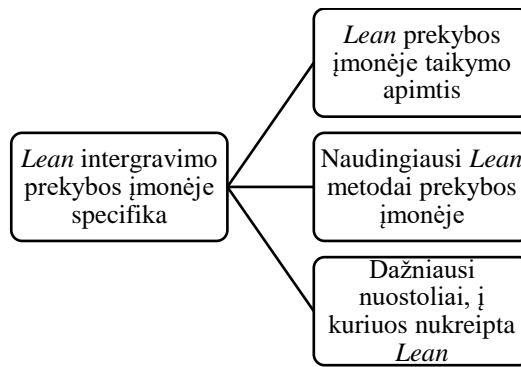 Lean prekybos
įmonėje taikymo
apimtis
Lean intergravimo
prekybos įmonėje
specifika
Naudingiausi Lean
metodai prekybos
įmonėje
Dažniausi
nuostoliai, į
kuriuos nukreipta
Lean